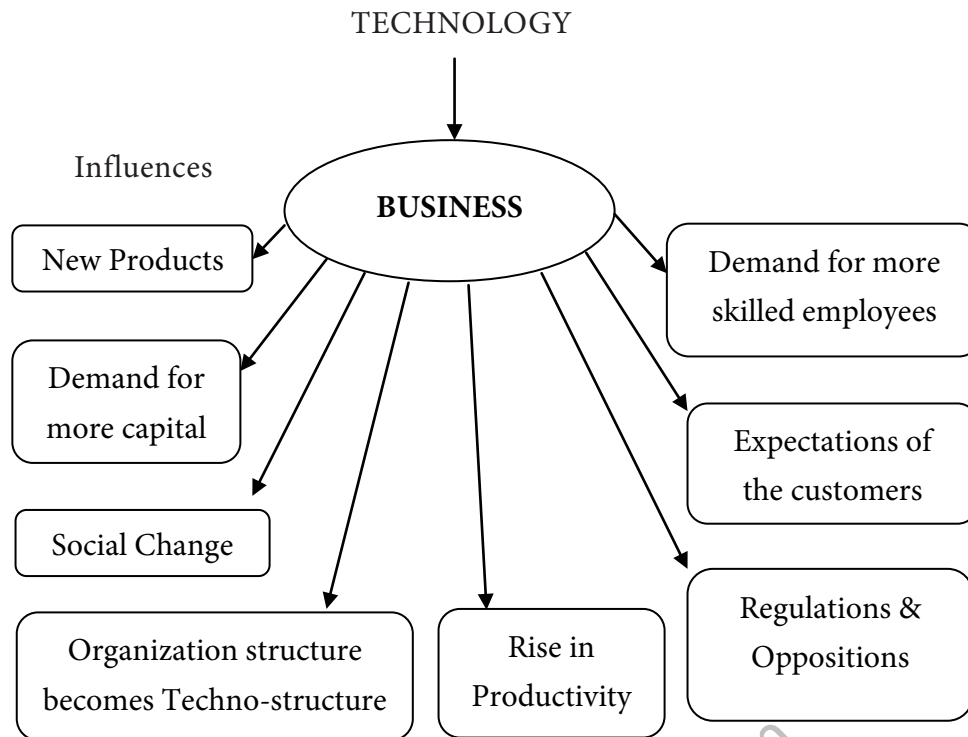 TECHNOLOGY
Influences
BUSINESS
New Products
Demand for more
skilled employees
Demand for
more capital
Expectations of
the customers
Social Change
Regulations &
Oppositions
Organization structure
becomes Techno-structure
Rise in
Productivity